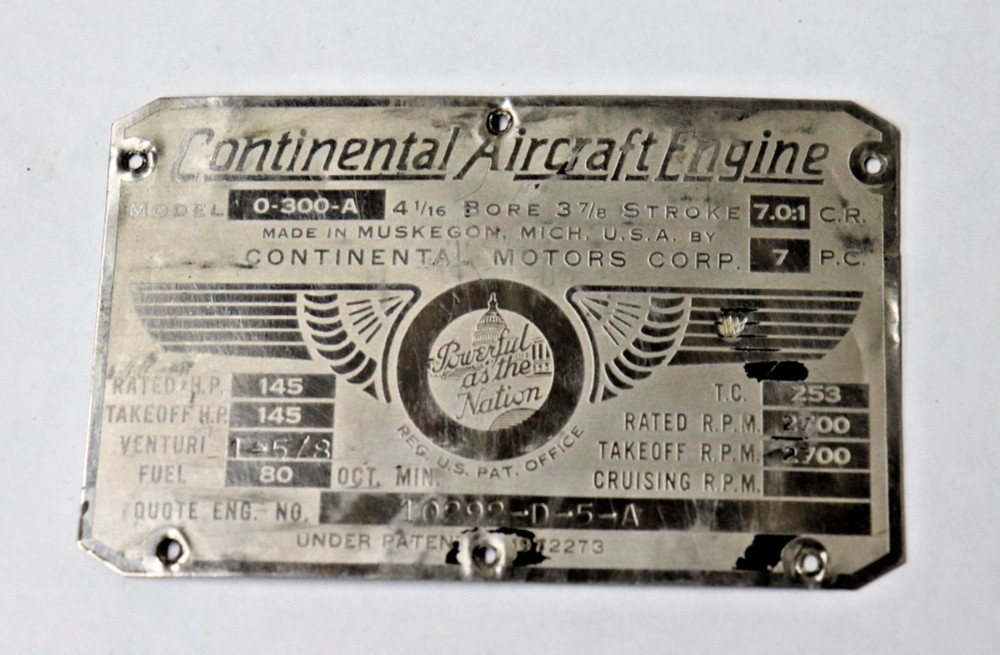 Continental Aircraft Engine
MODEL O-300-A 4 1/16 BORE 3 7/8 STROKE 7.0:1 C.R.
MADE IN MUSKEGON, MICH. U.S.A. BY
CONTINENTAL MOTORS CORP. 7 P.C.
Powerful
as the
Nation
REG. U.S. PAT. OFFICE
RATED H.P. 145
TAKEOFF H.P. 145
VENTURI 1-5/8
FUEL 80 OCT. MIN.
T.C. 253
RATED R.P.M. 2700
TAKEOFF R.P.M. 2700
CRUISING R.P.M.
QUOTE ENG. NO. 10292-D-5-A
UNDER PATENT